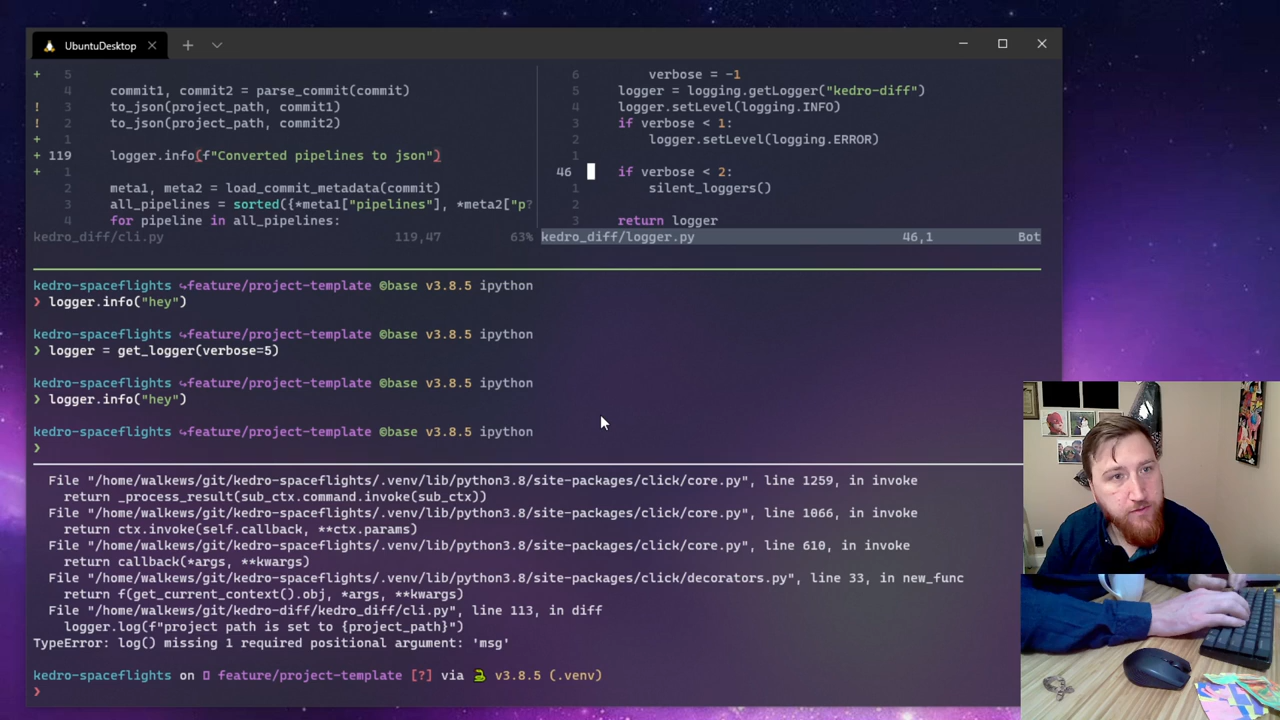 UbuntuDesktop
+ 5
4 commit1, commit2 = parse_commit(commit)
! 3 to_json(project_path, commit1)
! 2 to_json(project_path, commit2)
+ 1
+ 119 logger.info(f"Converted pipelines to json")
+ 1
2 meta1, meta2 = load_commit_metadata(commit)
3 all_pipelines = sorted({*meta1["pipelines"], *meta2["p?
4 for pipeline in all_pipelines:
kedro_diff/cli.py 119,47 63%
6 verbose = -1
5 logger = logging.getLogger("kedro-diff")
4 logger.setLevel(logging.INFO)
3 if verbose < 1:
2 logger.setLevel(logging.ERROR)
1
46 if verbose < 2:
1 silent_loggers()
2
3 return logger
kedro_diff/logger.py 46,1 Bot
kedro-spaceflights ↪feature/project-template ©base v3.8.5 ipython
❯ logger.info("hey")
kedro-spaceflights ↪feature/project-template ©base v3.8.5 ipython
❯ logger = get_logger(verbose=5)
kedro-spaceflights ↪feature/project-template ©base v3.8.5 ipython
❯ logger.info("hey")
kedro-spaceflights ↪feature/project-template ©base v3.8.5 ipython
❯
File "/home/walkews/git/kedro-spaceflights/.venv/lib/python3.8/site-packages/click/core.py", line 1259, in invoke
return _process_result(sub_ctx.command.invoke(sub_ctx))
File "/home/walkews/git/kedro-spaceflights/.venv/lib/python3.8/site-packages/click/core.py", line 1066, in invoke
return ctx.invoke(self.callback, **ctx.params)
File "/home/walkews/git/kedro-spaceflights/.venv/lib/python3.8/site-packages/click/core.py", line 610, in invoke
return callback(*args, **kwargs)
File "/home/walkews/git/kedro-spaceflights/.venv/lib/python3.8/site-packages/click/decorators.py", line 33, in new_func
return f(get_current_context().obj, *args, **kwargs)
File "/home/walkews/git/kedro-diff/kedro_diff/cli.py", line 113, in diff
logger.log(f"project path is set to {project_path}")
TypeError: log() missing 1 required positional argument: 'msg'
kedro-spaceflights on feature/project-template [?] via 🐍 v3.8.5 (.venv)
❯